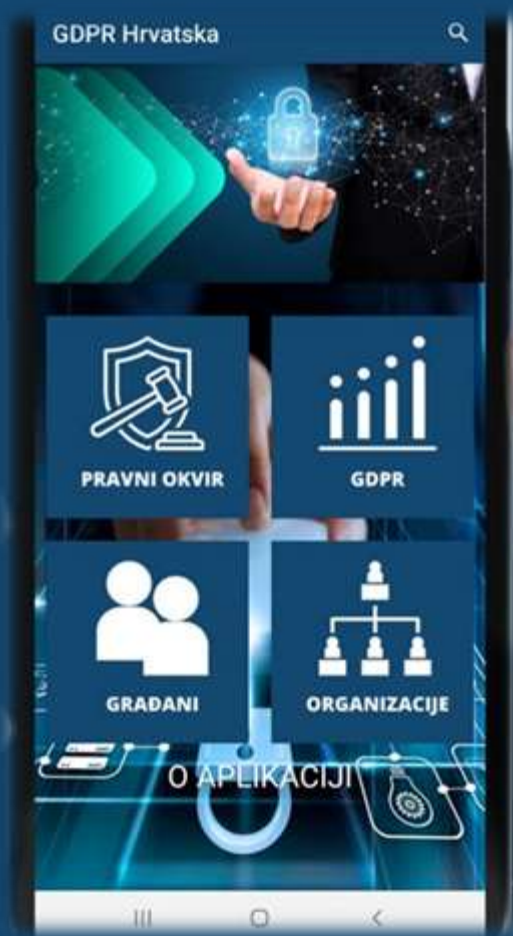 GDPR Hrvatska
PRAVNI OKVIR
GDPR
GRAĐANI
ORGANIZACIJE
O APLIKACIJI